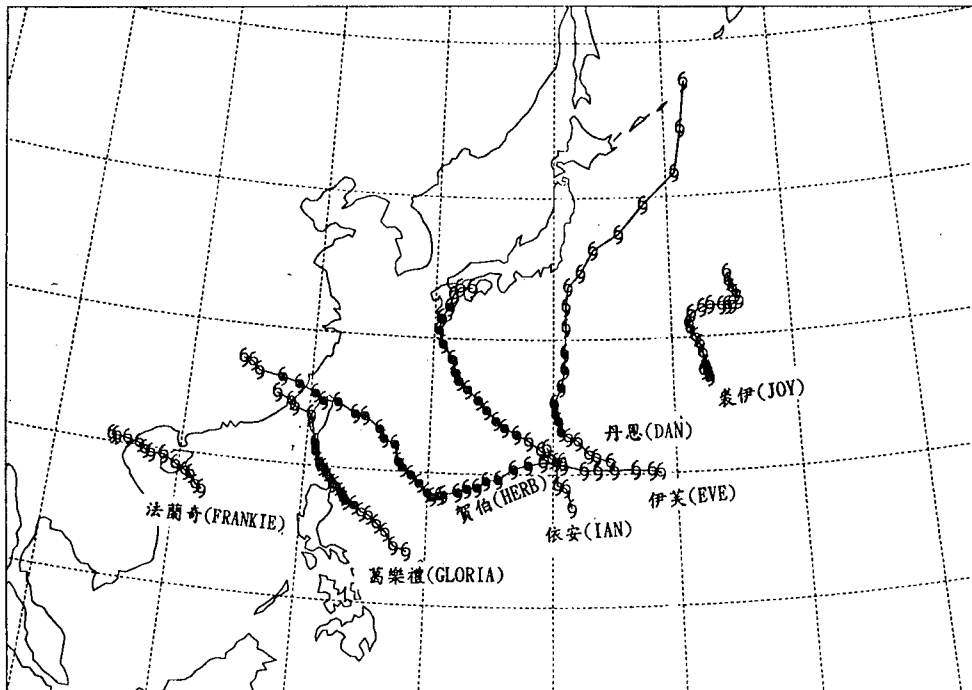 裘伊(JOY)
丹恩(DAN)
賀伯(HERB)
伊芙(EVE)
法蘭奇(FRANKIE)
依安(IAN)
葛樂禮(GLORIA)